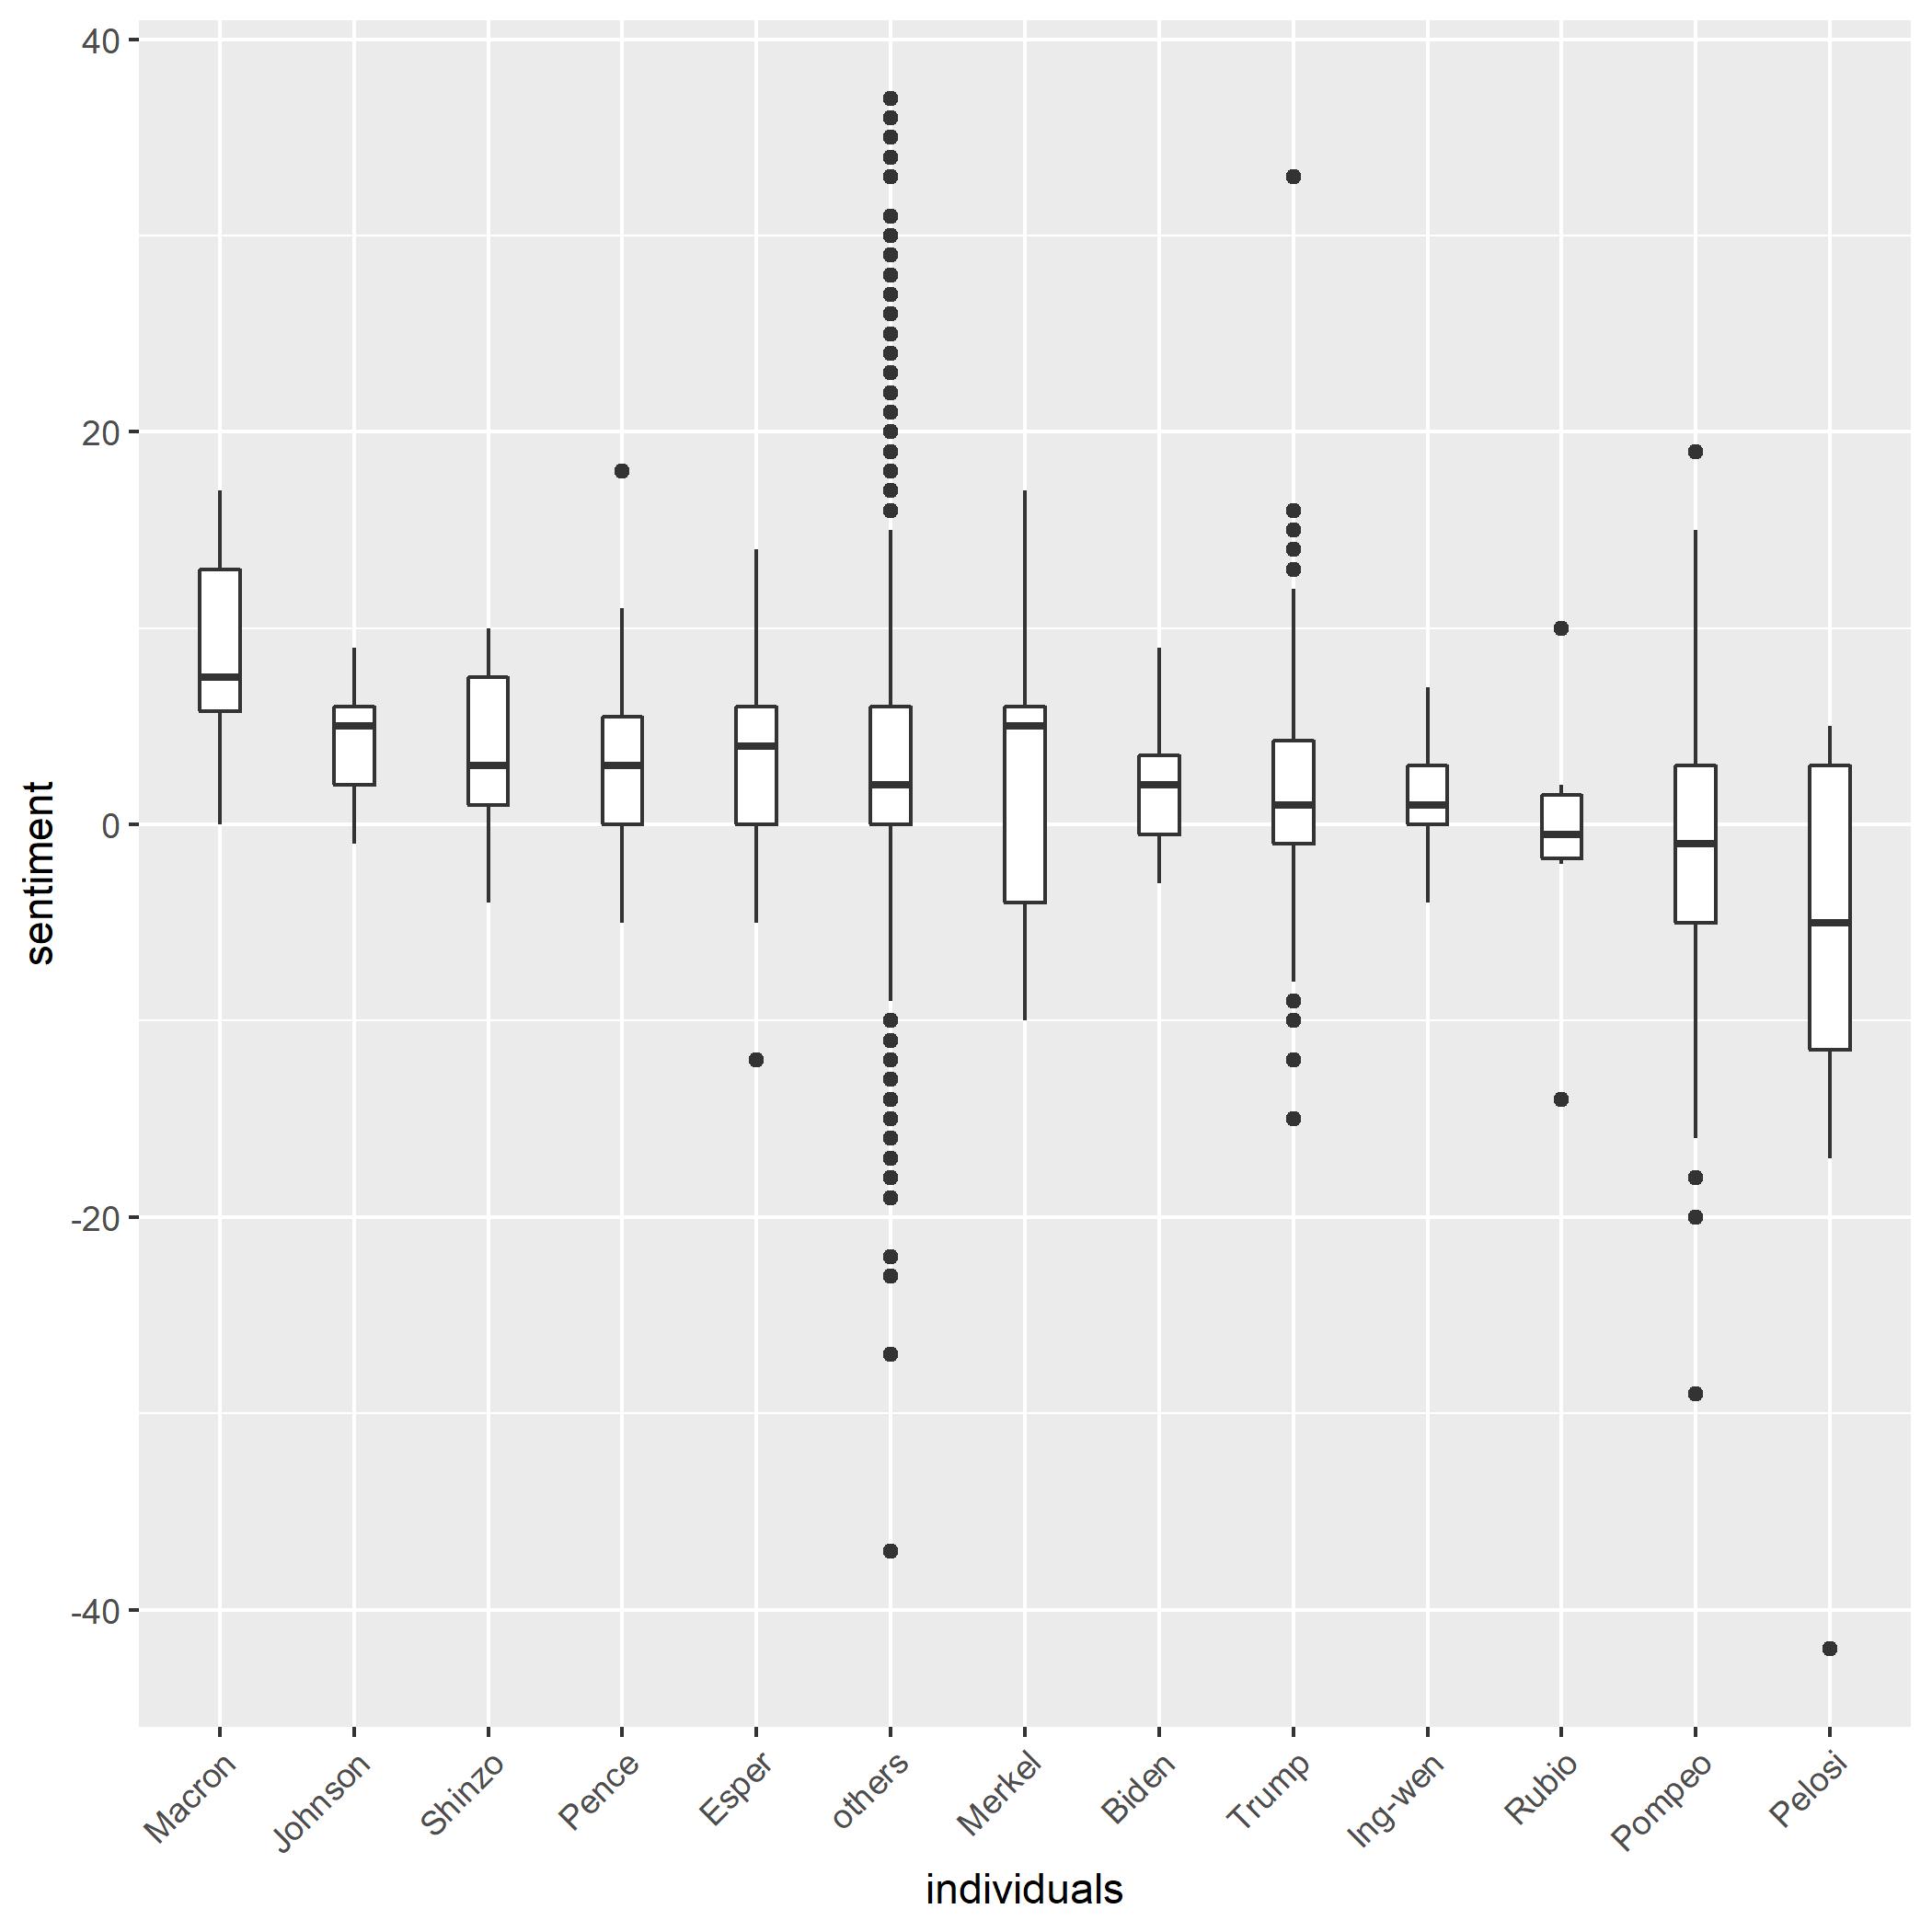 40
20
0
-20
-40
sentiment
Macron
Johnson
Shinzo
Pence
Esper
others
Merkel
Biden
Trump
Ing-wen
Rubio
Pompeo
Pelosi
individuals